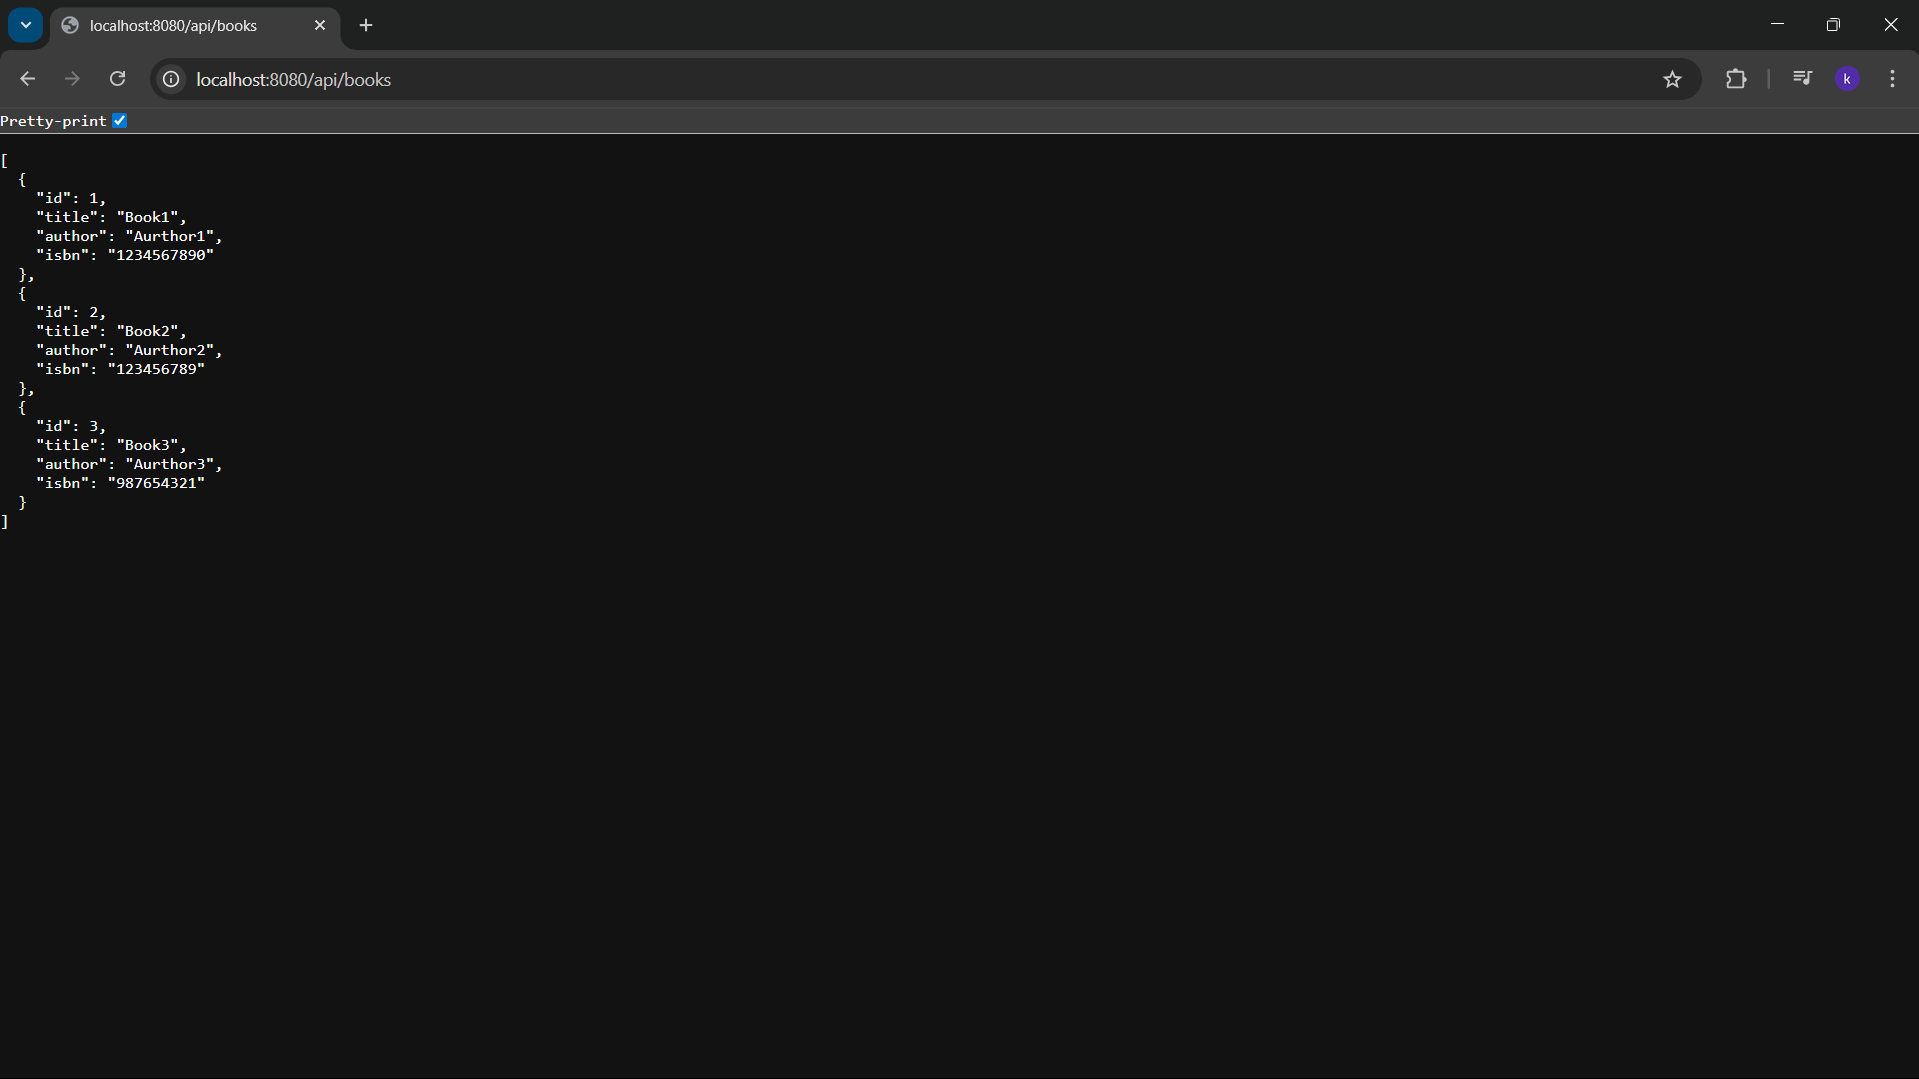 localhost:8080/api/books
localhost:8080/api/books
k
Pretty-print
[
  {
    "id": 1,
    "title": "Book1",
    "author": "Aurthor1",
    "isbn": "1234567890"
  },
  {
    "id": 2,
    "title": "Book2",
    "author": "Aurthor2",
    "isbn": "123456789"
  },
  {
    "id": 3,
    "title": "Book3",
    "author": "Aurthor3",
    "isbn": "987654321"
  }
]